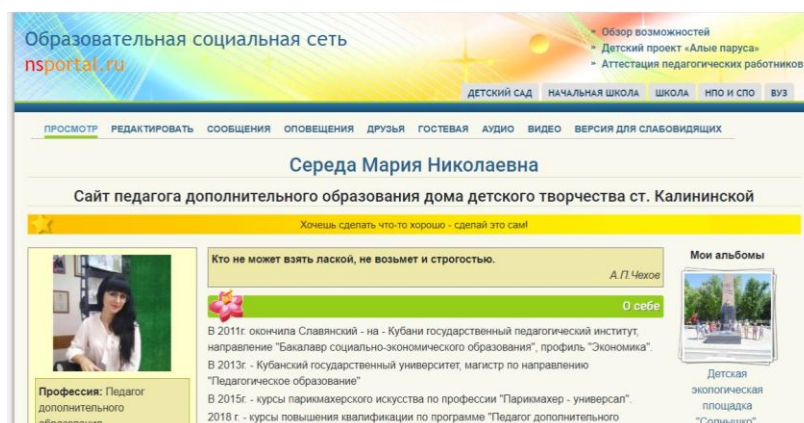 Образовательная социальная сеть
nsportal.ru
Обзор возможностей
Детский проект «Алые паруса»
Аттестация педагогических работников
ДЕТСКИЙ САД НАЧАЛЬНАЯ ШКОЛА ШКОЛА НПО И СПО ВУЗ
ПРОСМОТР РЕДАКТИРОВАТЬ СООБЩЕНИЯ ОПОВЕЩЕНИЯ ДРУЗЬЯ ГОСТЕВАЯ АУДИО ВИДЕО ВЕРСИЯ ДЛЯ СЛАБОВИДЯЩИХ
Середа Мария Николаевна
Сайт педагога дополнительного образования дома детского творчества ст. Калининской
Хочешь сделать что-то хорошо - сделай это сам!
Профессия: Педагог
дополнительного
образования
Кто не может взять лаской, не возьмет и строгостью.
А.П.Чехов
О себе
В 2011г. окончила Славянский - на - Кубани государственный педагогический институт,
направление "Бакалавр социально-экономического образования", профиль "Экономика".
В 2013г. - Кубанский государственный университет, магистр по направлению
"Педагогическое образование"
В 2015г. - курсы парикмахерского искусства по профессии "Парикмахер - универсал".
2018 г. - курсы повышения квалификации по программе "Педагог дополнительного
Мои альбомы
Детская
экологическая
площадка
"Солнышко"